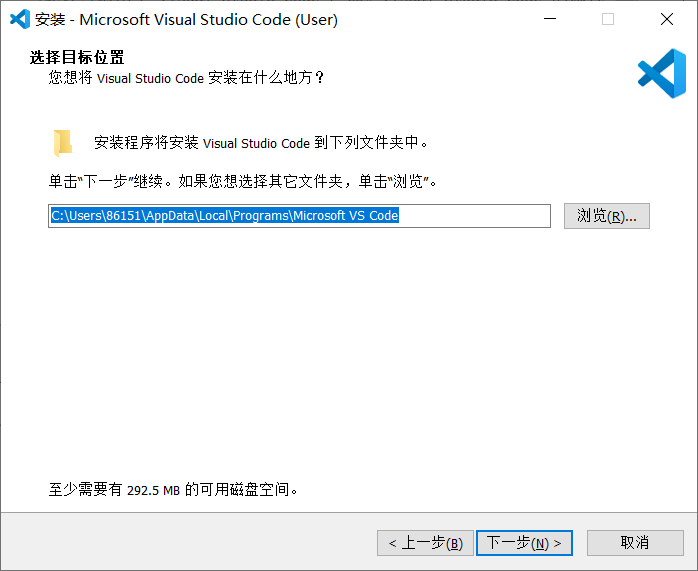 安装 - Microsoft Visual Studio Code (User)
选择目标位置
您想将 Visual Studio Code 安装在什么地方？
安装程序将安装 Visual Studio Code 到下列文件夹中。
单击“下一步”继续。如果您想选择其它文件夹，单击“浏览”。
C:\Users\86151\AppData\Local\Programs\Microsoft VS Code
浏览(R)...
至少需要有 292.5 MB 的可用磁盘空间。
< 上一步(B)
下一步(N) >
取消